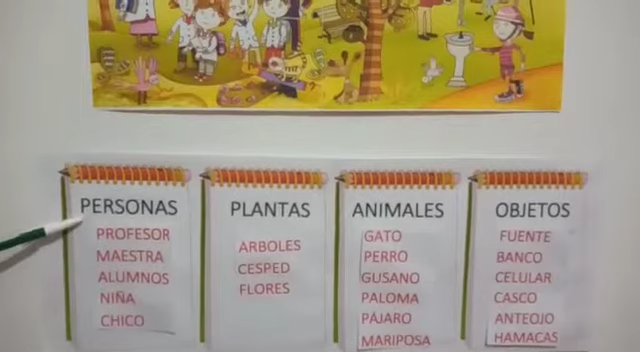 PERSONAS
PROFESOR
MAESTRA
ALUMNOS
NIÑA
CHICO
PLANTAS
ARBOLES
CESPED
FLORES
ANIMALES
GATO
PERRO
GUSANO
PALOMA
PÁJARO
MARIPOSA
OBJETOS
FUENTE
BANCO
CELULAR
CASCO
ANTEOJO
HAMACAS